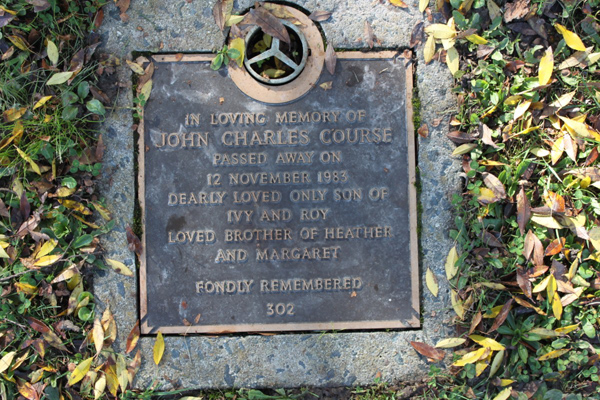 IN LOVING MEMORY OF
JOHN CHARLES COURSE
PASSED AWAY ON
12 NOVEMBER 1983
DEARLY LOVED ONLY SON OF
IVY AND ROY
LOVED BROTHER OF HEATHER
AND MARGARET
FONDLY REMEMBERED
302